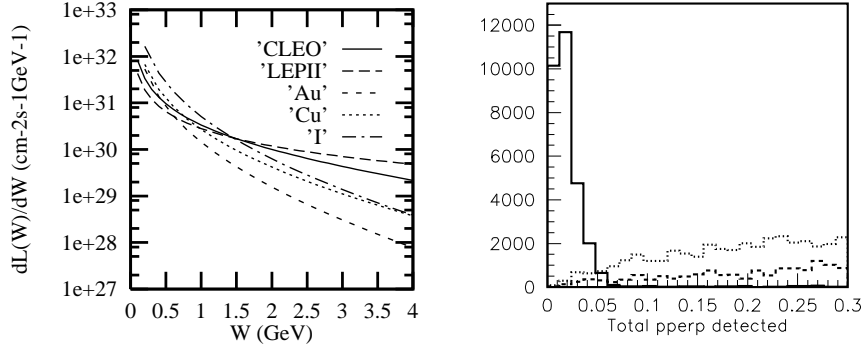 dL(W)/dW (cm-2s-1GeV-1)
1e+33
1e+32
1e+31
1e+30
1e+29
1e+28
1e+27
'CLEO'
'LEPII'
'Au'
'Cu'
'I'
0 0.5 1 1.5 2 2.5 3 3.5 4
W (GeV)
12000
10000
8000
6000
4000
2000
0
0 0.05 0.1 0.15 0.2 0.25 0.3
Total pperp detected